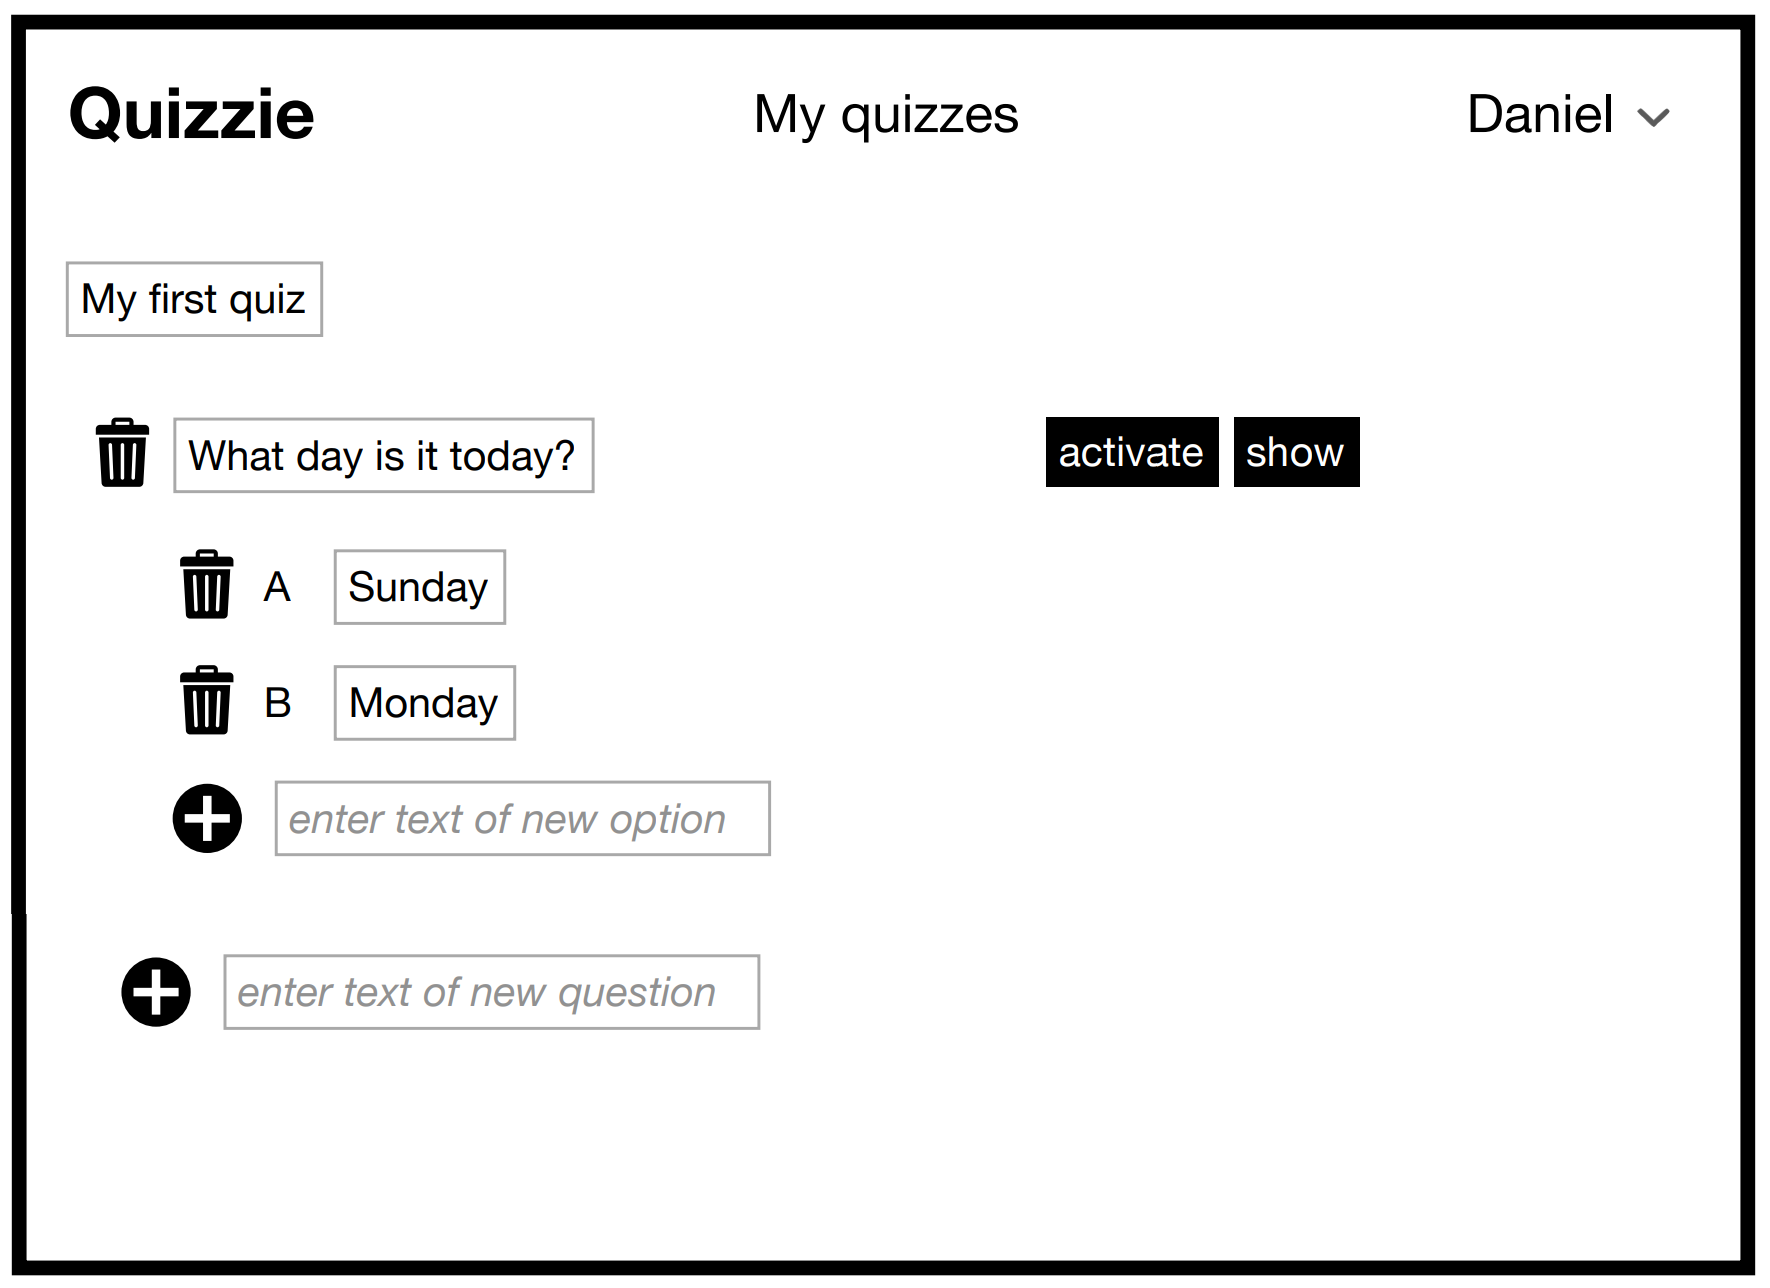 Quizzie My quizzes Daniel
My first quiz
What day is it today? activate show
A Sunday
B Monday
enter text of new option
enter text of new question